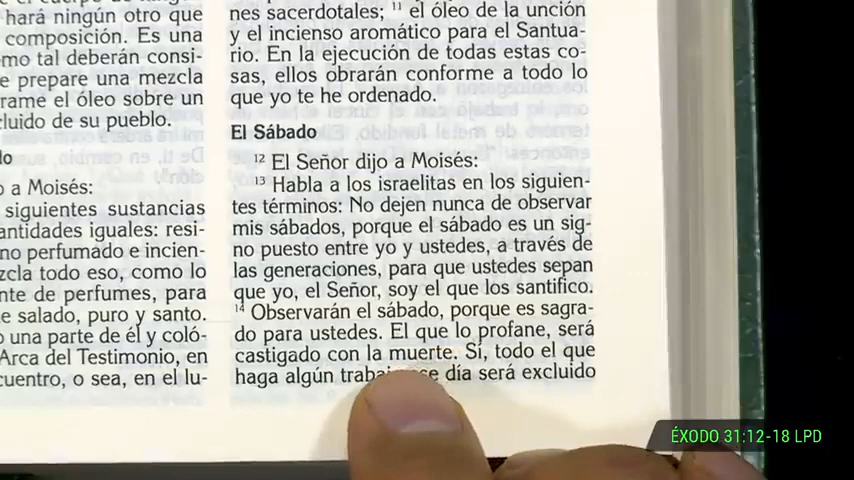 hará ningún otro que
composición. Es una
mo tal deberán consi-
e prepare una mezcla
rame el óleo sobre un
cluido de su pueblo.
o a Moisés:
siguientes sustancias
antidades iguales: resi-
no perfumado e incien-
zcla todo eso, como lo
nte de perfumes, para
e salado, puro y santo.
o una parte de él y coló-
Arca del Testimonio, en
cuentro, o sea, en el lu-
nes sacerdotales; 11 el óleo de la unción
y el incienso aromático para el Santua-
rio. En la ejecución de todas estas co-
sas, ellos obrarán conforme a todo lo
que yo te he ordenado.
El Sábado
12 El Señor dijo a Moisés:
13 Habla a los israelitas en los siguien-
tes términos: No dejen nunca de observar
mis sábados, porque el sábado es un sig-
no puesto entre yo y ustedes, a través de
las generaciones, para que ustedes sepan
que yo, el Señor, soy el que los santifico.
14 Observarán el sábado, porque es sagra-
do para ustedes. El que lo profane, será
castigado con la muerte. Sí, todo el que
haga algún día será excluido
ÉXODO 31:12-18 LPD